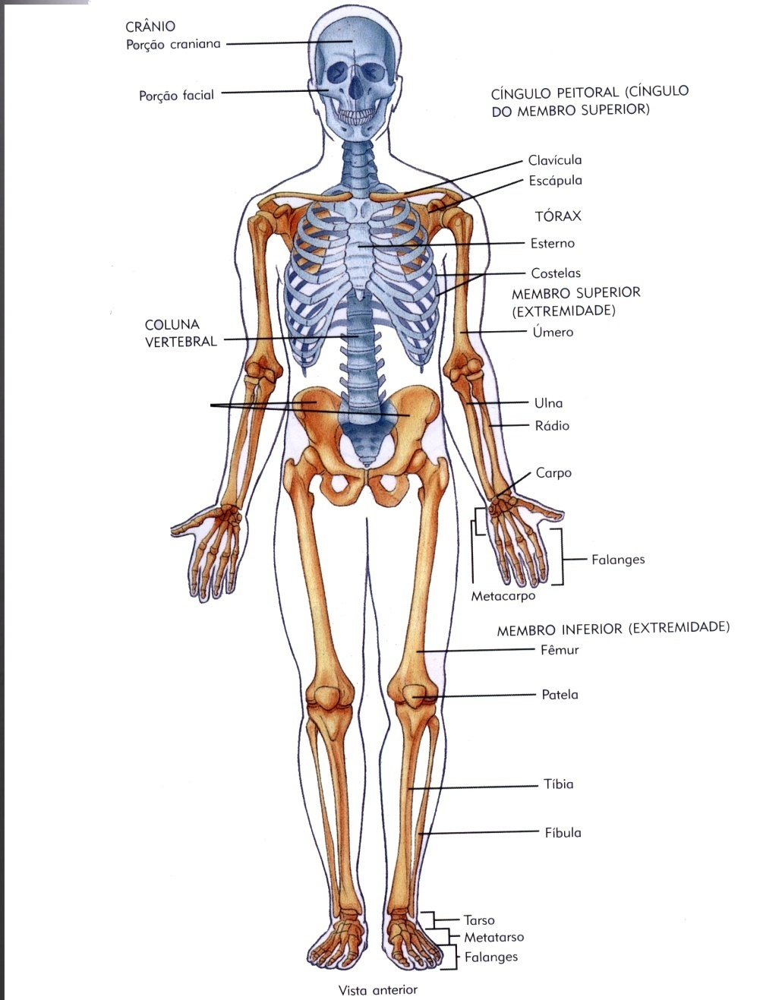 CRÂNIO
Porção craniana
Porção facial
CÍNGULO PEITORAL (CÍNGULO
DO MEMBRO SUPERIOR)
Clavícula
Escápula
TÓRAX
Esterno
Costelas
MEMBRO SUPERIOR
(EXTREMIDADE)
Úmero
COLUNA
VERTEBRAL
Ulna
Rádio
Carpo
Falanges
Metacarpo
MEMBRO INFERIOR (EXTREMIDADE)
Fêmur
Patela
Tíbia
Fíbula
Tarso
Metatarso
Falanges
Vista anterior